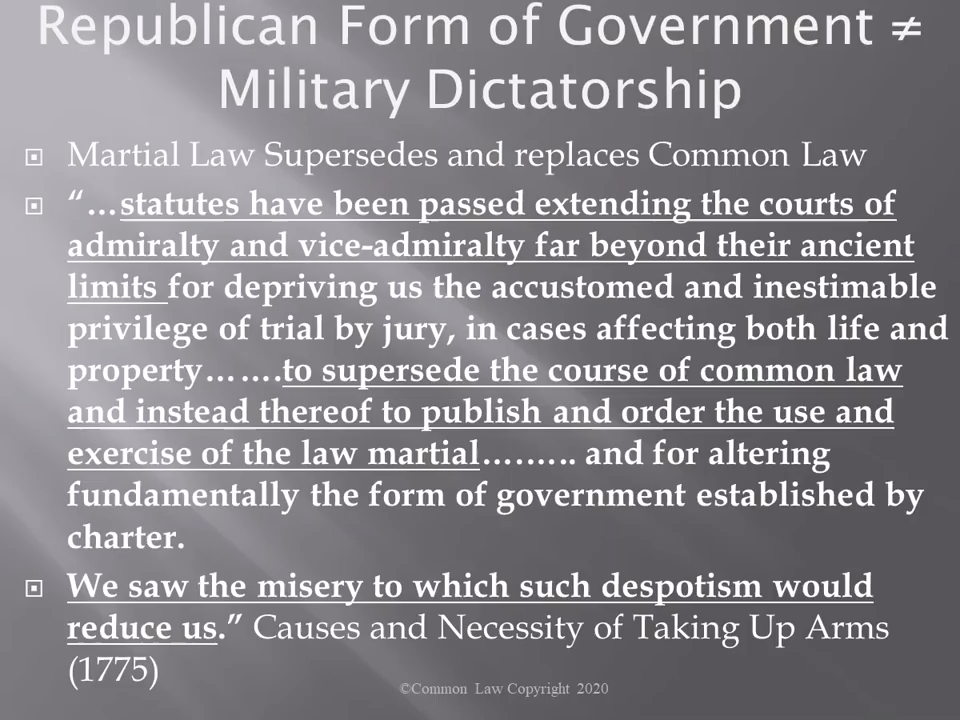 Republican Form of Government ≠
Military Dictatorship
Martial Law Supersedes and replaces Common Law
“…statutes have been passed extending the courts of
admiralty and vice-admiralty far beyond their ancient
limits for depriving us the accustomed and inestimable
privilege of trial by jury, in cases affecting both life and
property…….to supersede the course of common law
and instead thereof to publish and order the use and
exercise of the law martial……... and for altering
fundamentally the form of government established by
charter.
We saw the misery to which such despotism would
reduce us.” Causes and Necessity of Taking Up Arms
(1775)
©Common Law Copyright 2020